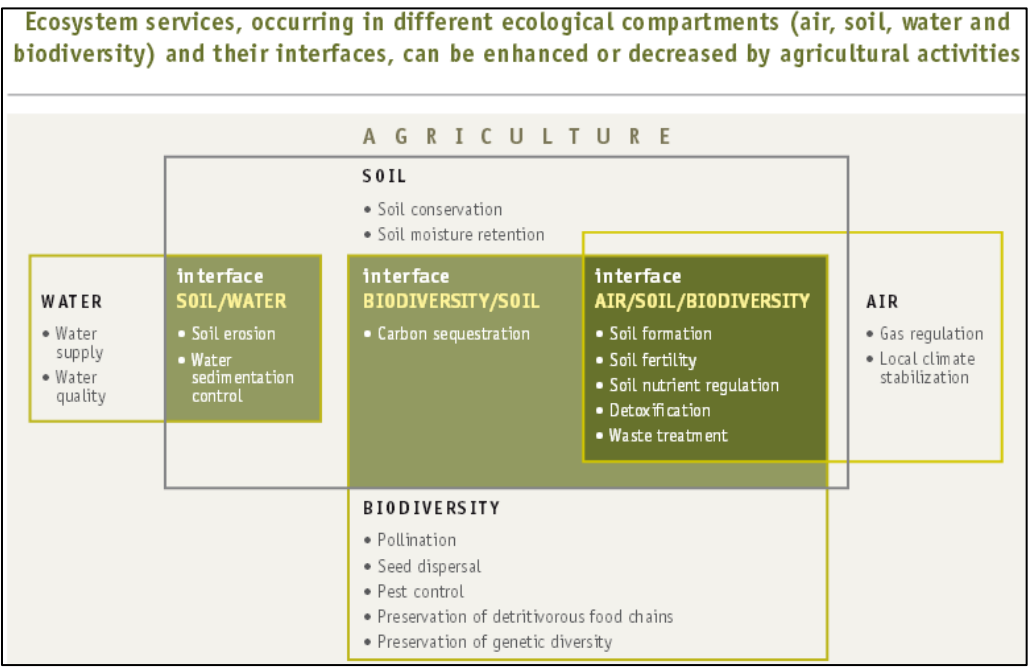 Ecosystem services, occurring in different ecological compartments (air, soil, water and
biodiversity) and their interfaces, can be enhanced or decreased by agricultural activities
AGRICULTURE
SOIL
• Soil conservation
• Soil moisture retention
WATER
• Water
supply
• Water
quality
interface
SOIL/WATER
• Soil erosion
• Water
sedimentation
control
interface
BIODIVERSITY/SOIL
• Carbon sequestration
interface
AIR/SOIL/BIODIVERSITY
• Soil formation
• Soil fertility
• Soil nutrient regulation
• Detoxification
• Waste treatment
AIR
• Gas regulation
• Local climate
stabilization
BIODIVERSITY
• Pollination
• Seed dispersal
• Pest control
• Preservation of detritivorous food chains
• Preservation of genetic diversity